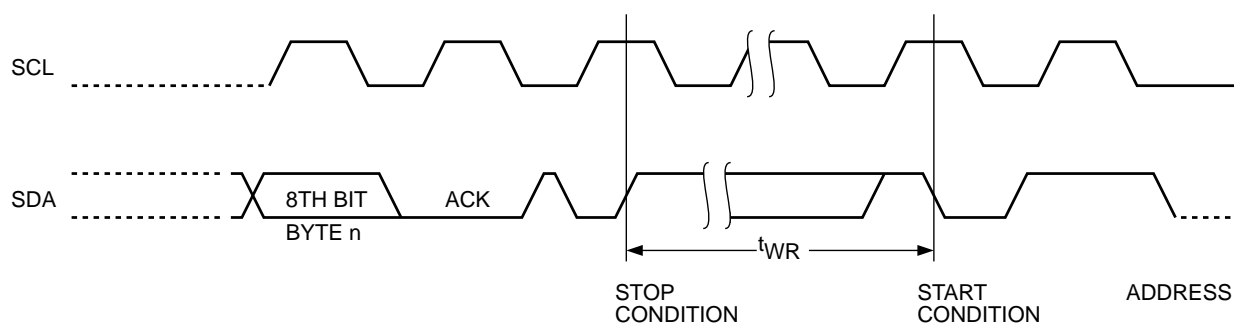 SCL
SDA
8TH BIT
BYTE n
ACK
tWR
STOP
CONDITION
START
CONDITION
ADDRESS